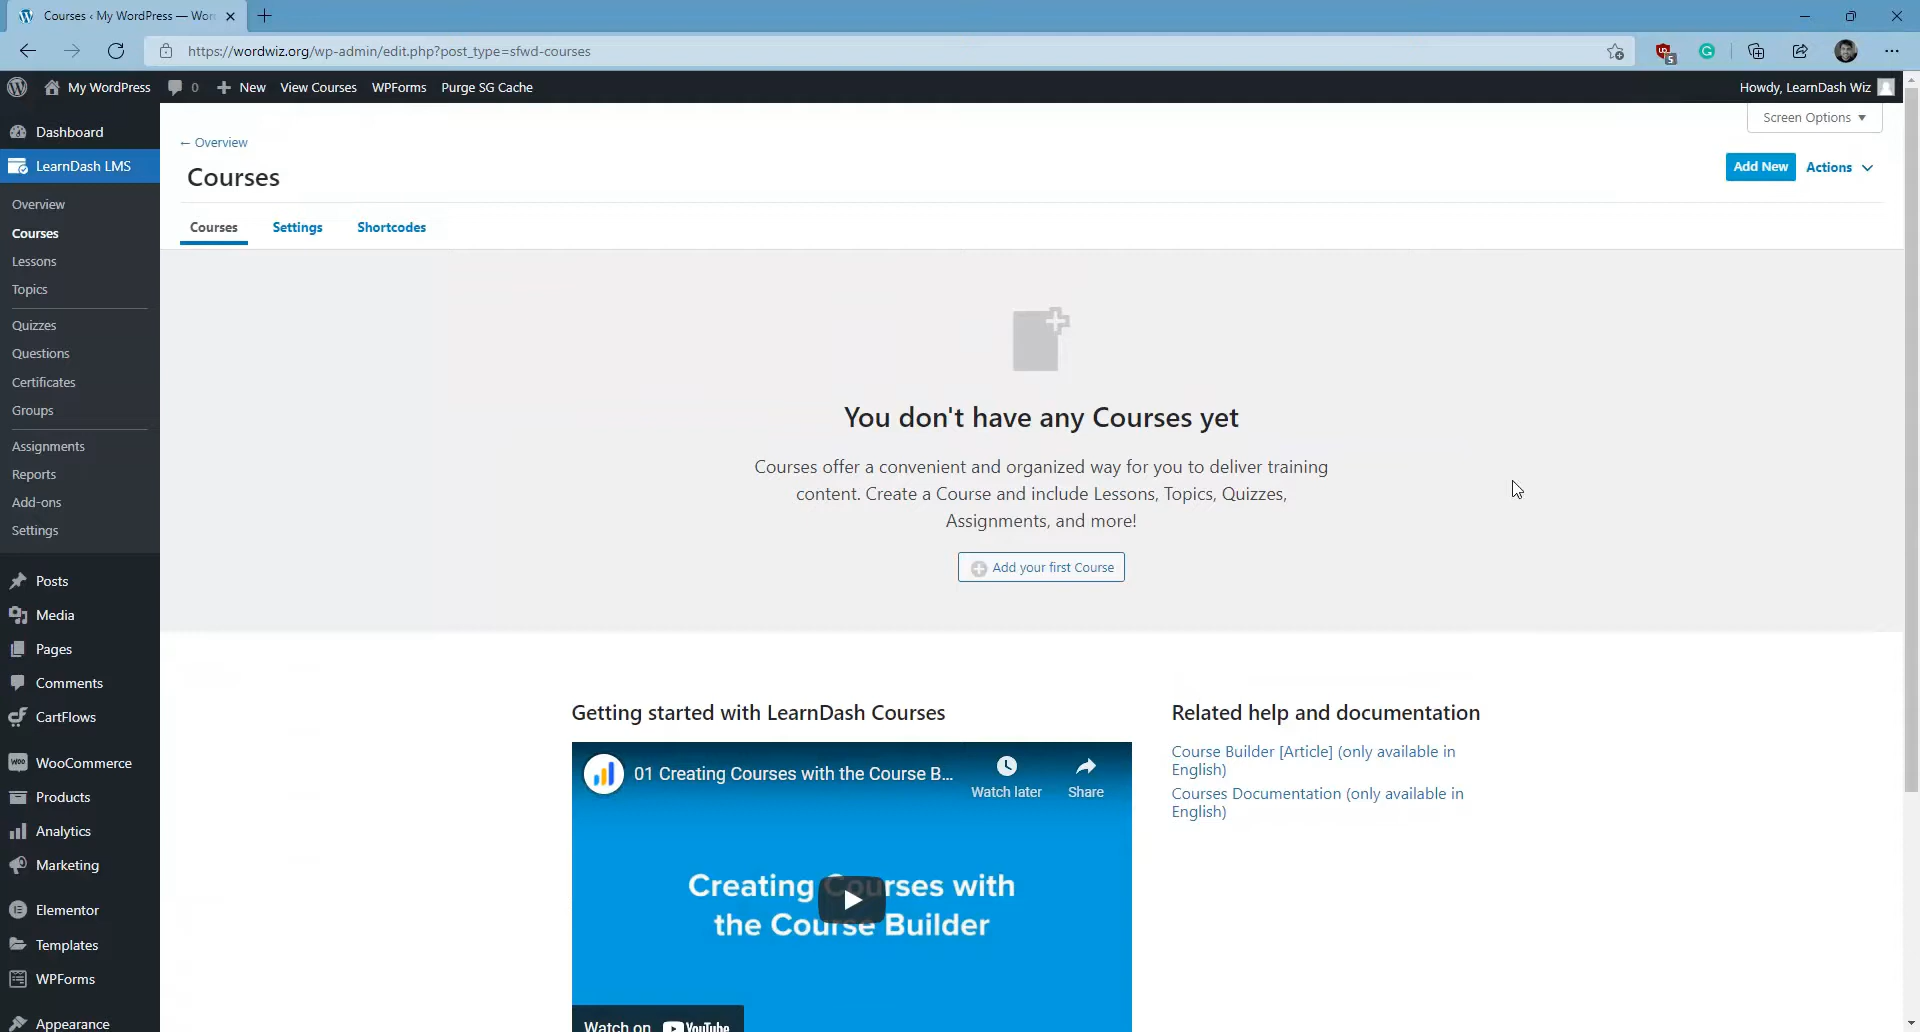 Courses ‹ My WordPress — Wor
https://wordwiz.org/wp-admin/edit.php?post_type=sfwd-courses
5
My WordPress
0
New
View Courses
WPForms
Purge SG Cache
Howdy, LearnDash Wiz
Dashboard
LearnDash LMS
Overview
Courses
Lessons
Topics
Quizzes
Questions
Certificates
Groups
Assignments
Reports
Add-ons
Settings
Posts
Media
Pages
Comments
CartFlows
WooCommerce
Products
Analytics
Marketing
Elementor
Templates
WPForms
Appearance
Screen Options
← Overview
Courses
Add New
Actions
Courses
Settings
Shortcodes
You don't have any Courses yet
Courses offer a convenient and organized way for you to deliver training
content. Create a Course and include Lessons, Topics, Quizzes,
Assignments, and more!
Add your first Course
Getting started with LearnDash Courses
01 Creating Courses with the Course B...
Watch later
Share
Creating Courses with
the Course Builder
Watch on YouTube
Related help and documentation
Course Builder [Article] (only available in
English)
Courses Documentation (only available in
English)